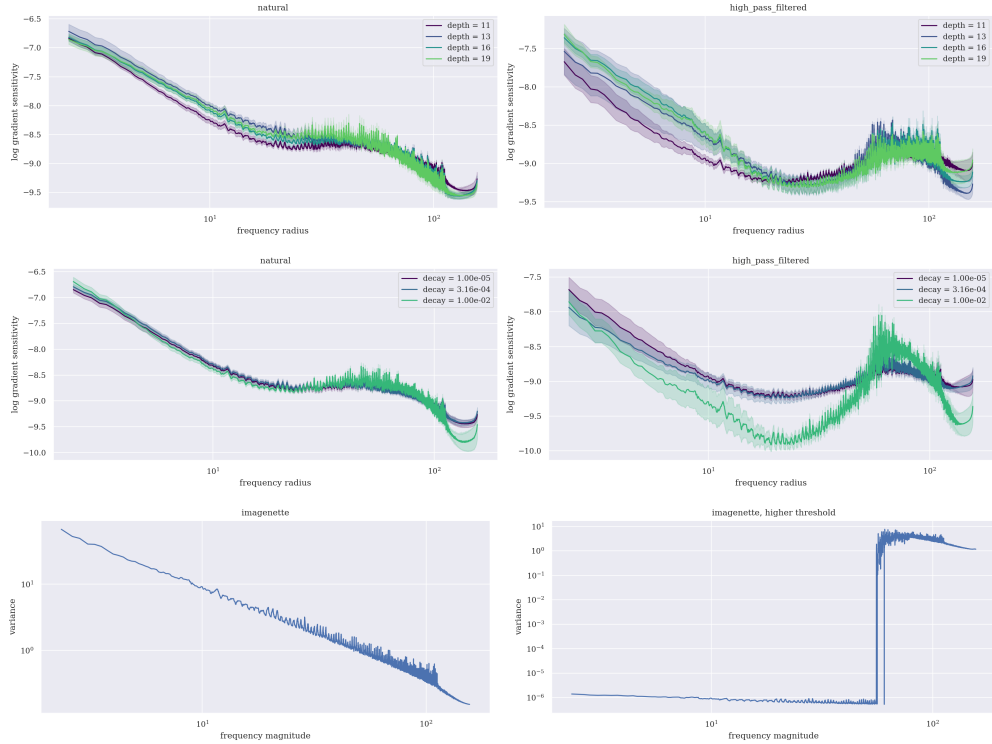 natural
log gradient sensitivity
−6.5
−7.0
−7.5
−8.0
−8.5
−9.0
−9.5
depth = 11
depth = 13
depth = 16
depth = 19
10¹
10²
frequency radius
high_pass_filtered
log gradient sensitivity
−7.5
−8.0
−8.5
−9.0
−9.5
depth = 11
depth = 13
depth = 16
depth = 19
10¹
10²
frequency radius
natural
log gradient sensitivity
−6.5
−7.0
−7.5
−8.0
−8.5
−9.0
−9.5
−10.0
decay = 1.00e-05
decay = 3.16e-04
decay = 1.00e-02
10¹
10²
frequency radius
high_pass_filtered
log gradient sensitivity
−7.5
−8.0
−8.5
−9.0
−9.5
−10.0
decay = 1.00e-05
decay = 3.16e-04
decay = 1.00e-02
10¹
10²
frequency radius
imagenette
variance
10¹
10⁰
10¹
10²
frequency magnitude
imagenette, higher threshold
variance
10¹
10⁰
10⁻¹
10⁻²
10⁻³
10⁻⁴
10⁻⁵
10⁻⁶
10¹
10²
frequency magnitude